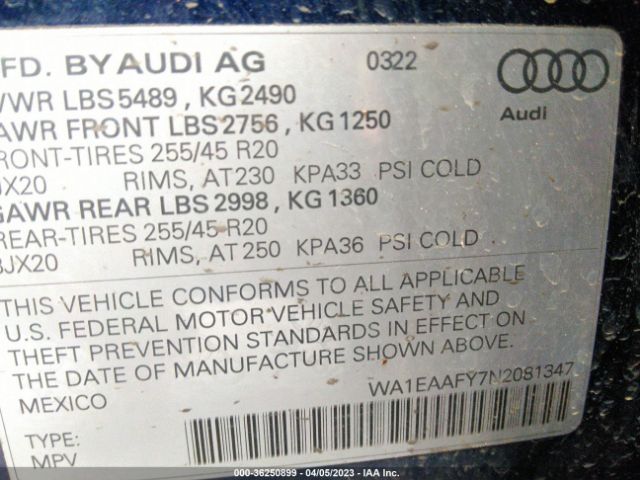 FD. BY AUDI AG 0322
VWR LBS 5489, KG 2490
AWR FRONT LBS 2756, KG 1250
RONT-TIRES 255/45 R20
JX20 RIMS, AT 230 KPA 33 PSI COLD
GAWR REAR LBS 2998, KG 1360
REAR-TIRES 255/45 R20
8JX20 RIMS, AT 250 KPA 36 PSI COLD
Audi
THIS VEHICLE CONFORMS TO ALL APPLICABLE
U.S. FEDERAL MOTOR VEHICLE SAFETY AND
THEFT PREVENTION STANDARDS IN EFFECT ON
THE DATE OF MANUFACTURE SHOWN ABOVE.
MEXICO
WA1EAAFY7N2081347
TYPE:
MPV
000-36250899 - 04/05/2023 - IAA Inc.